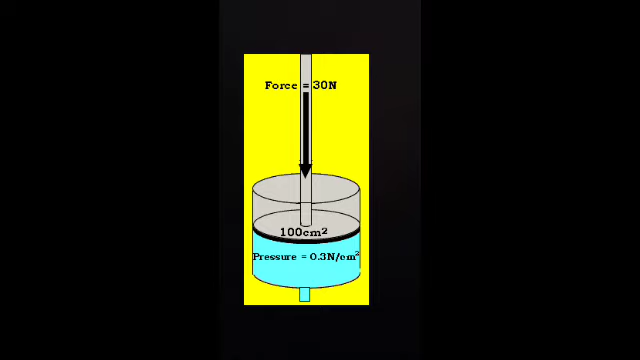 Force = 30N
100cm²
Pressure = 0.3N/cm²